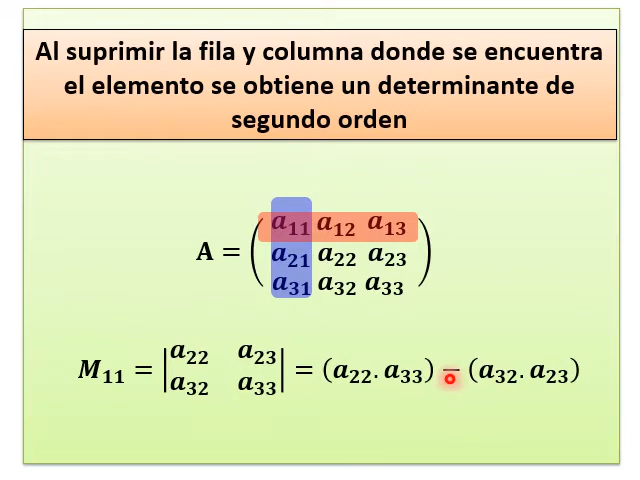 Al suprimir la fila y columna donde se encuentra
el elemento se obtiene un determinante de
segundo orden
a₁₁ a₁₂ a₁₃
A = ( a₂₁ a₂₂ a₂₃ )
a₃₁ a₃₂ a₃₃
M₁₁ = |a₂₂ a₂₃| = (a₂₂. a₃₃) − (a₃₂. a₂₃)
|a₃₂ a₃₃|